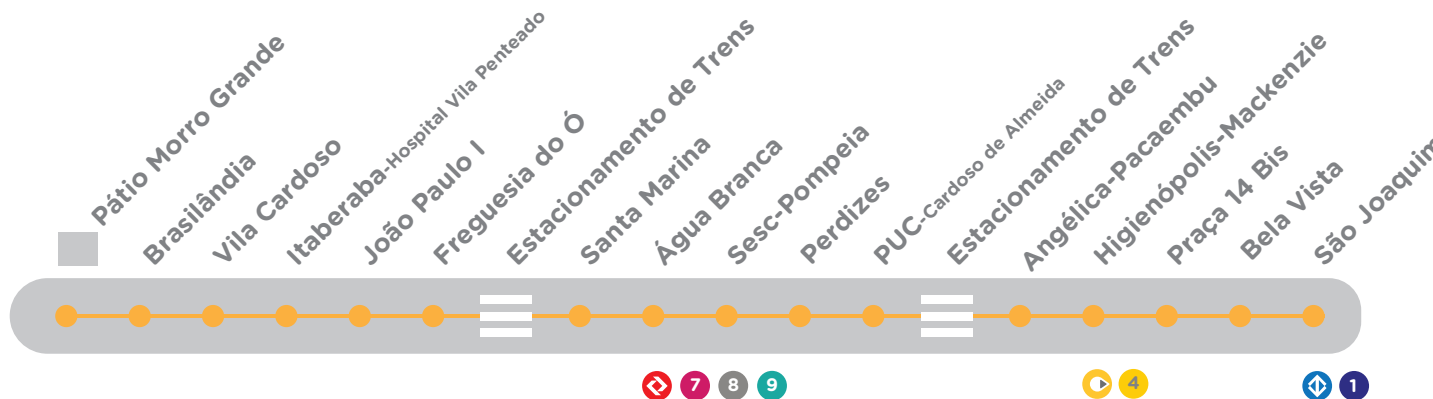 Pátio Morro Grande
Brasilândia
Vila Cardoso
Itaberaba-Hospital Vila Penteado
João Paulo I
Freguesia do Ó
Estacionamento de Trens
Santa Marina
Água Branca
Sesc-Pompeia
Perdizes
PUC-Cardoso de Almeida
Estacionamento de Trens
Angélica-Pacaembu
Higienópolis-Mackenzie
Praça 14 Bis
Bela Vista
São Joaquim
7 8 9
4
1